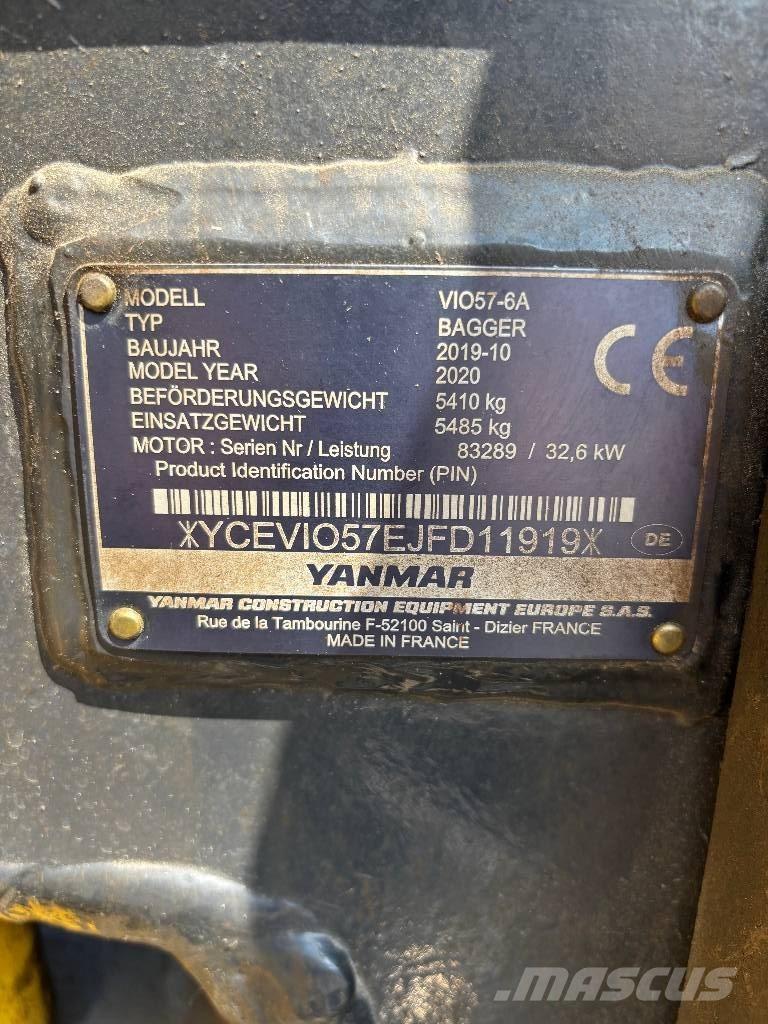 MODELL VIO57-6A
TYP BAGGER
BAUJAHR 2019-10
MODEL YEAR 2020
BEFÖRDERUNGSGEWICHT 5410 kg
EINSATZGEWICHT 5485 kg
MOTOR : Serien Nr / Leistung 83289 / 32,6 kW
Product Identification Number (PIN)
CE
*YCEVIO57EJFD11919*
DE
YANMAR
YANMAR CONSTRUCTION EQUIPMENT EUROPE S.A.S.
Rue de la Tambourine F-52100 Saint - Dizier FRANCE
MADE IN FRANCE
MASCUS